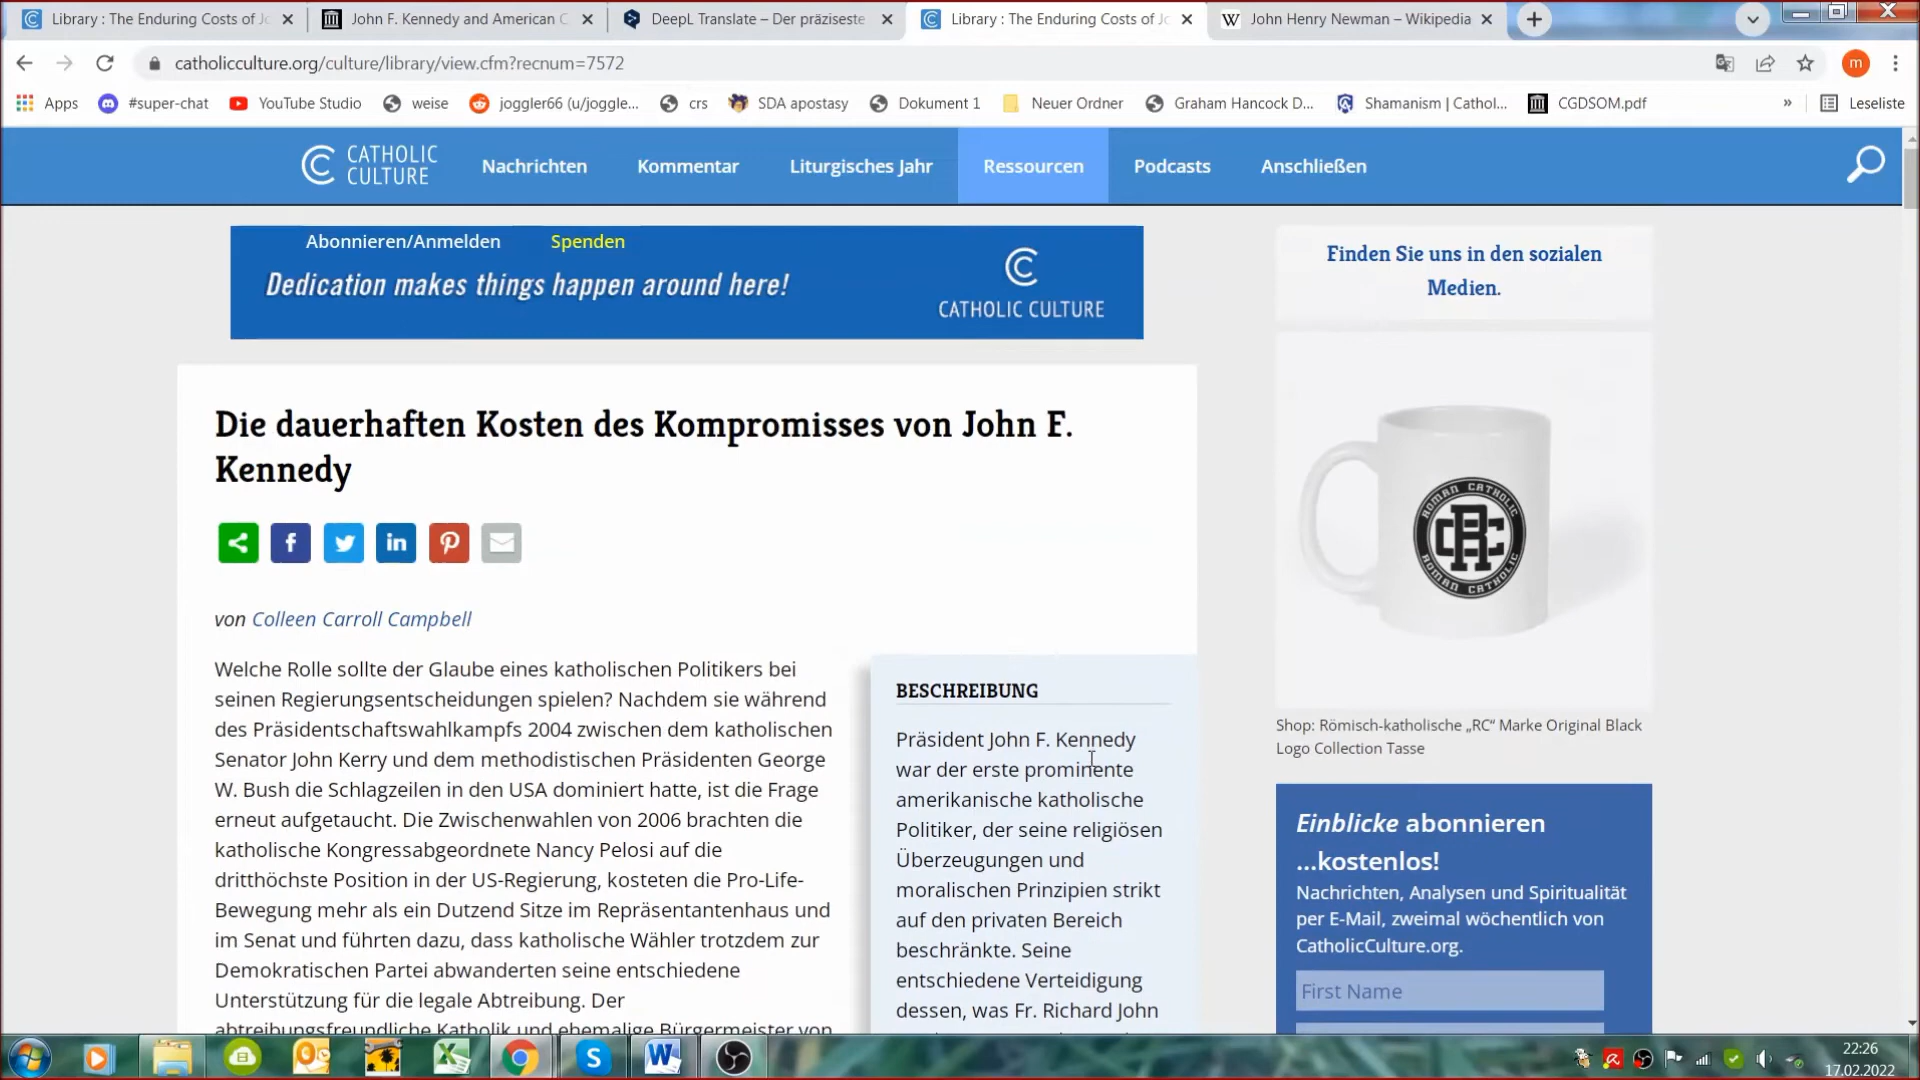 Library : The Enduring Costs of Jo
John F. Kennedy and American C
DeepL Translate – Der präziseste
Library : The Enduring Costs of Jo
John Henry Newman – Wikipedia
catholicculture.org/culture/library/view.cfm?recnum=7572
m
Apps
#super-chat
YouTube Studio
weise
joggler66 (u/joggle...
crs
SDA apostasy
Dokument 1
Neuer Ordner
Graham Hancock D...
Shamanism | Cathol...
CGDSOM.pdf
»
Leseliste
CATHOLIC
CULTURE
Nachrichten
Kommentar
Liturgisches Jahr
Ressourcen
Podcasts
Anschließen
Abonnieren/Anmelden
Spenden
Dedication makes things happen around here!
CATHOLIC CULTURE
Die dauerhaften Kosten des Kompromisses von John F.
Kennedy
von Colleen Carroll Campbell
Welche Rolle sollte der Glaube eines katholischen Politikers bei
seinen Regierungsentscheidungen spielen? Nachdem sie während
des Präsidentschaftswahlkampfs 2004 zwischen dem katholischen
Senator John Kerry und dem methodistischen Präsidenten George
W. Bush die Schlagzeilen in den USA dominiert hatte, ist die Frage
erneut aufgetaucht. Die Zwischenwahlen von 2006 brachten die
katholische Kongressabgeordnete Nancy Pelosi auf die
dritthöchste Position in der US-Regierung, kosteten die Pro-Life-
Bewegung mehr als ein Dutzend Sitze im Repräsentantenhaus und
im Senat und führten dazu, dass katholische Wähler trotzdem zur
Demokratischen Partei abwanderten seine entschiedene
Unterstützung für die legale Abtreibung. Der
abtreibungsfreundliche Katholik und ehemalige Bürgermeister von
BESCHREIBUNG
Präsident John F. Kennedy
war der erste prominente
amerikanische katholische
Politiker, der seine religiösen
Überzeugungen und
moralischen Prinzipien strikt
auf den privaten Bereich
beschränkte. Seine
entschiedene Verteidigung
dessen, was Fr. Richard John
Finden Sie uns in den sozialen
Medien.
ROMAN CATHOLIC
RC
ROMAN CATHOLIC
Shop: Römisch-katholische „RC“ Marke Original Black
Logo Collection Tasse
Einblicke abonnieren
...kostenlos!
Nachrichten, Analysen und Spiritualität
per E-Mail, zweimal wöchentlich von
CatholicCulture.org.
First Name
22:26
17.02.2022